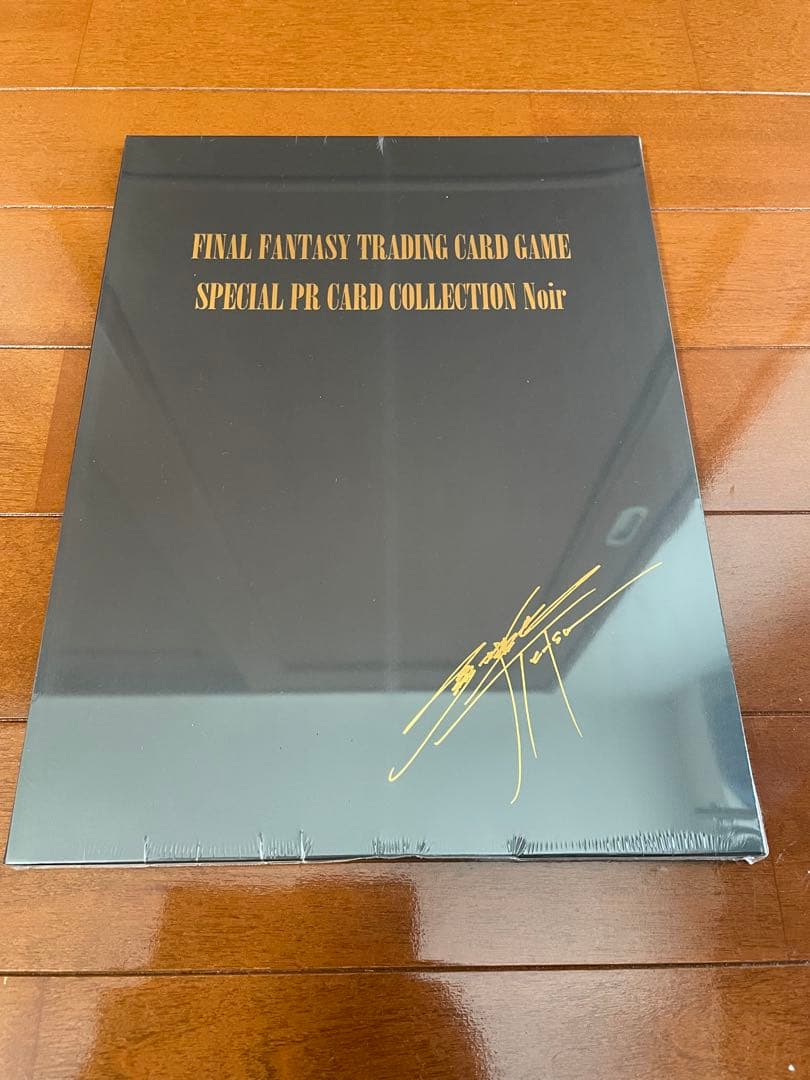 FINAL FANTASY TRADING CARD GAME
SPECIAL PR CARD COLLECTION Noir